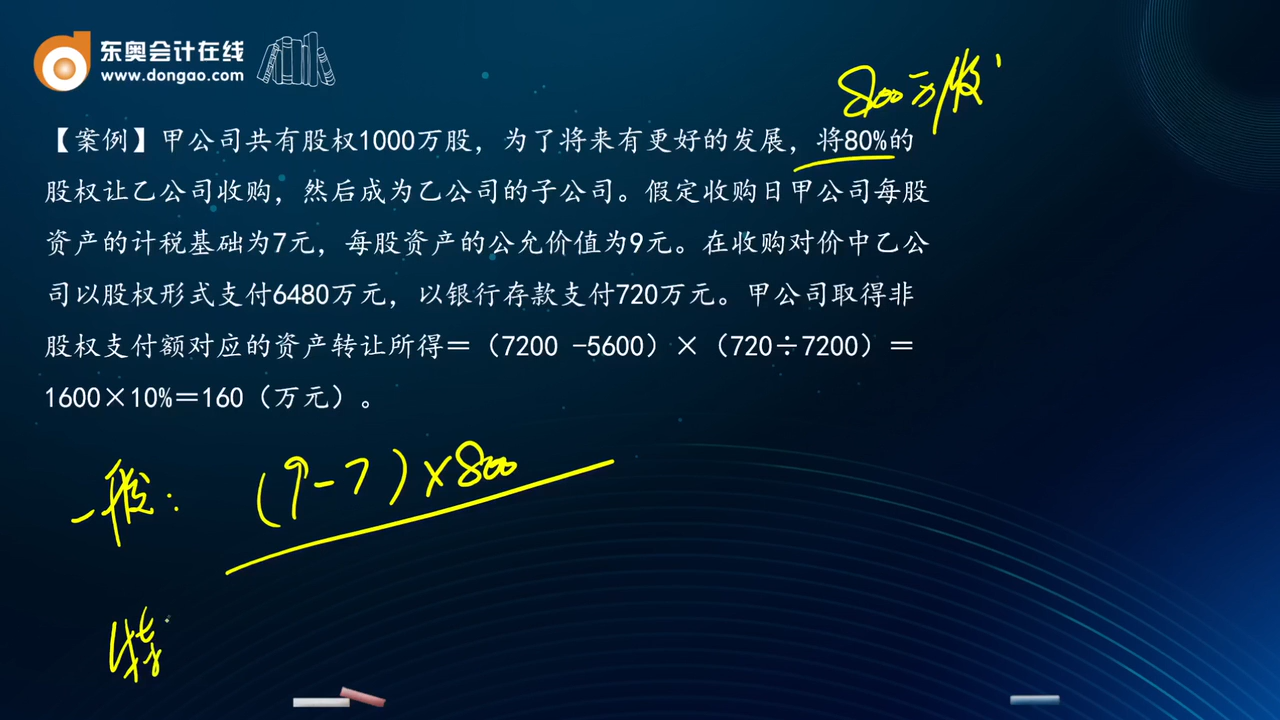 东奥会计在线
www.dongao.com
800万股
【案例】甲公司共有股权1000万股，为了将来有更好的发展，将80%的
股权让乙公司收购，然后成为乙公司的子公司。假定收购日甲公司每股
资产的计税基础为7元，每股资产的公允价值为9元。在收购对价中乙公
司以股权形式支付6480万元，以银行存款支付720万元。甲公司取得非
股权支付额对应的资产转让所得＝（7200 -5600）×（720÷7200）＝
1600×10%＝160（万元）。
一般：(9-7)×800
特